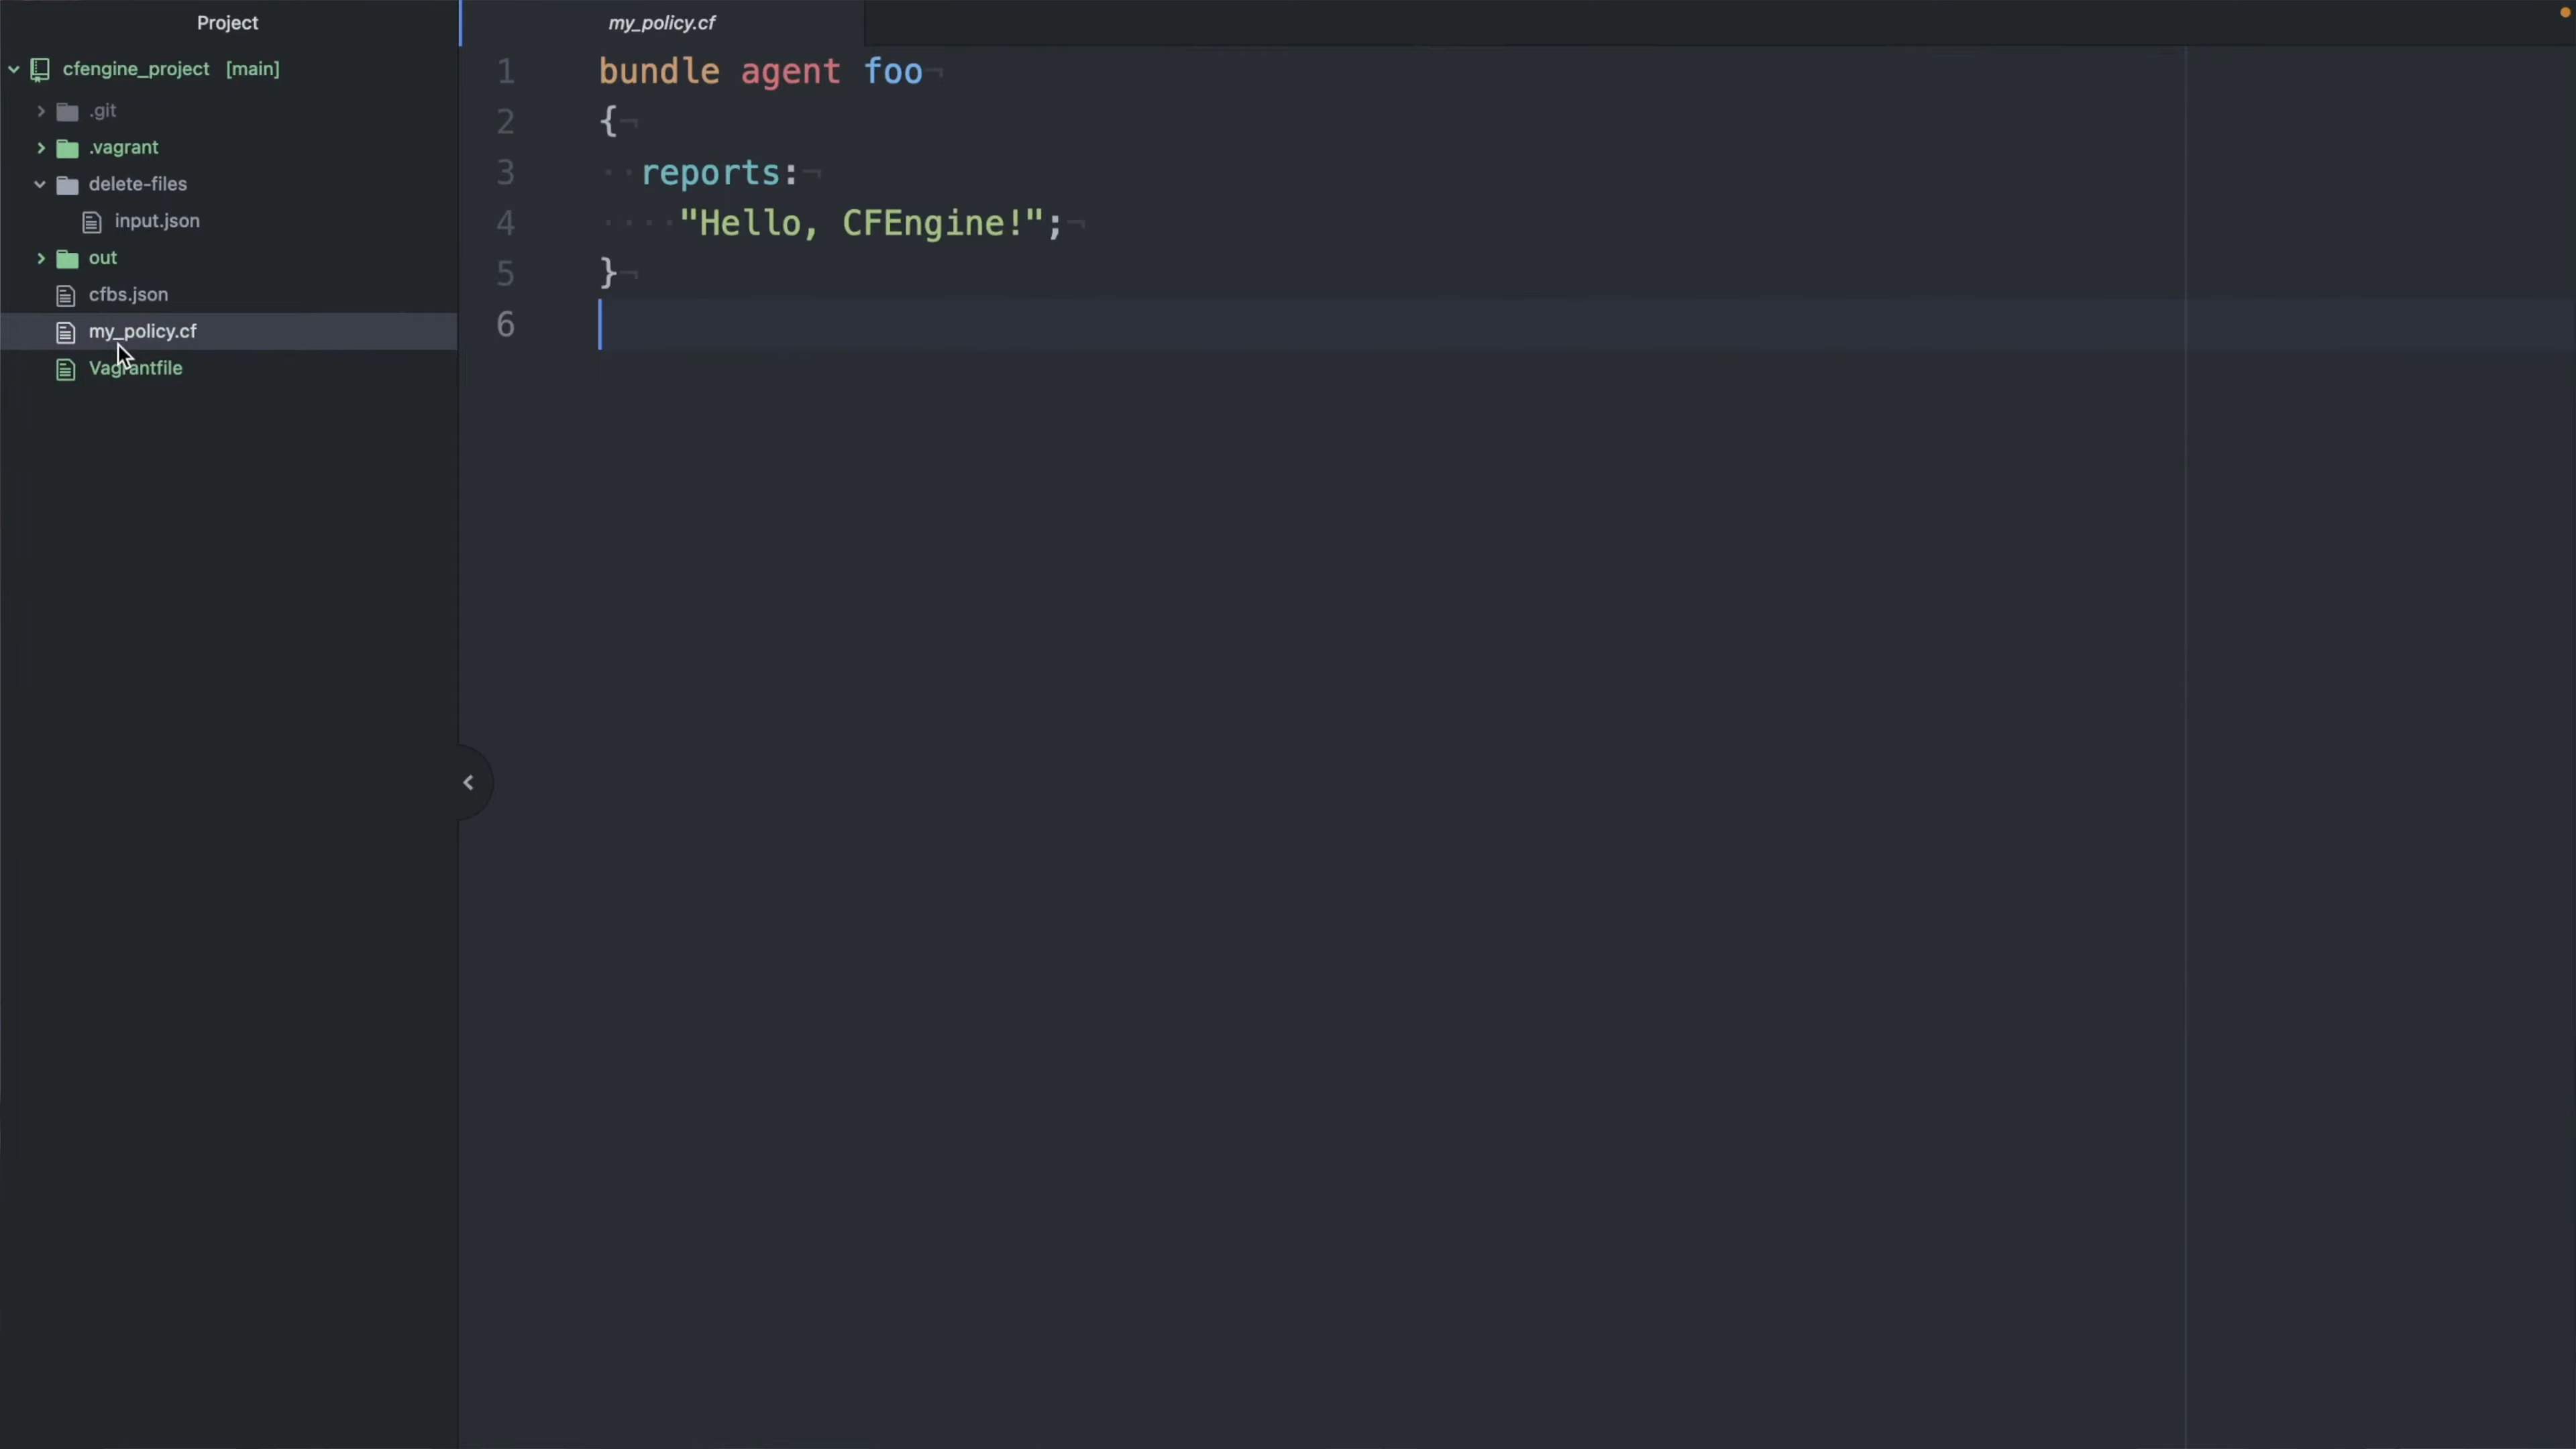 Project
cfengine_project [main]
.git
.vagrant
delete-files
input.json
out
cfbs.json
my_policy.cf
Vagrantfile
my_policy.cf
1 bundle agent foo¬
2 {¬
3 ··reports:¬
4 ····"Hello, CFEngine!";¬
5 }¬
6